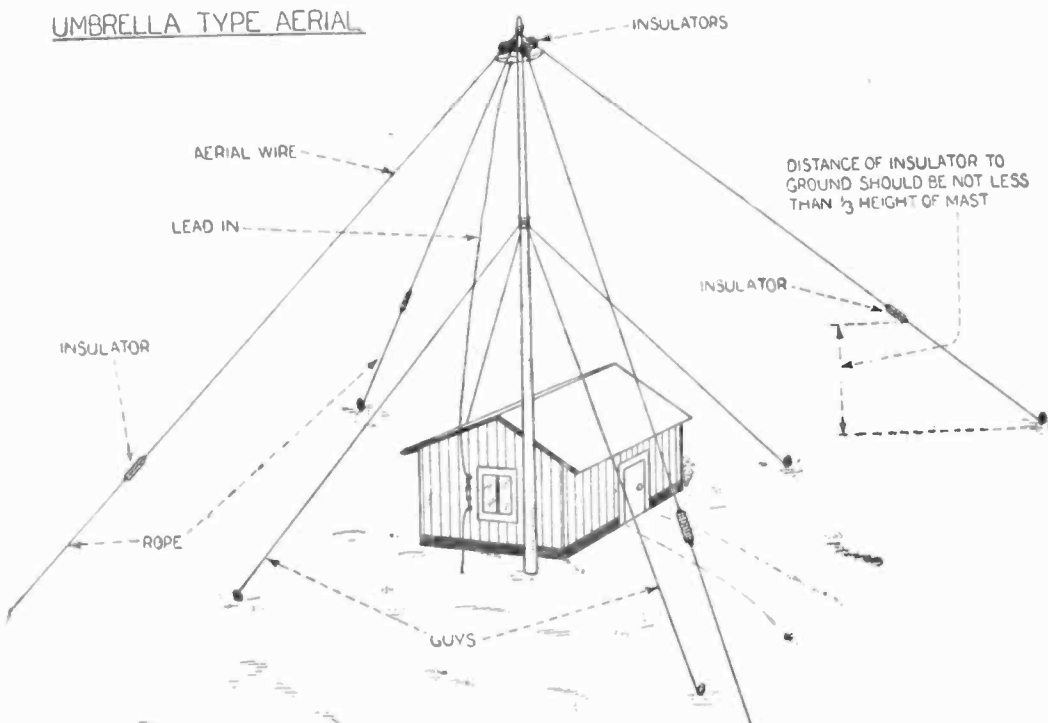 UMBRELLA TYPE AERIAL
INSULATORS
AERIAL WIRE
DISTANCE OF INSULATOR TO
GROUND SHOULD BE NOT LESS
THAN 1/3 HEIGHT OF MAST
LEAD IN
INSULATOR
INSULATOR
ROPE
GUYS